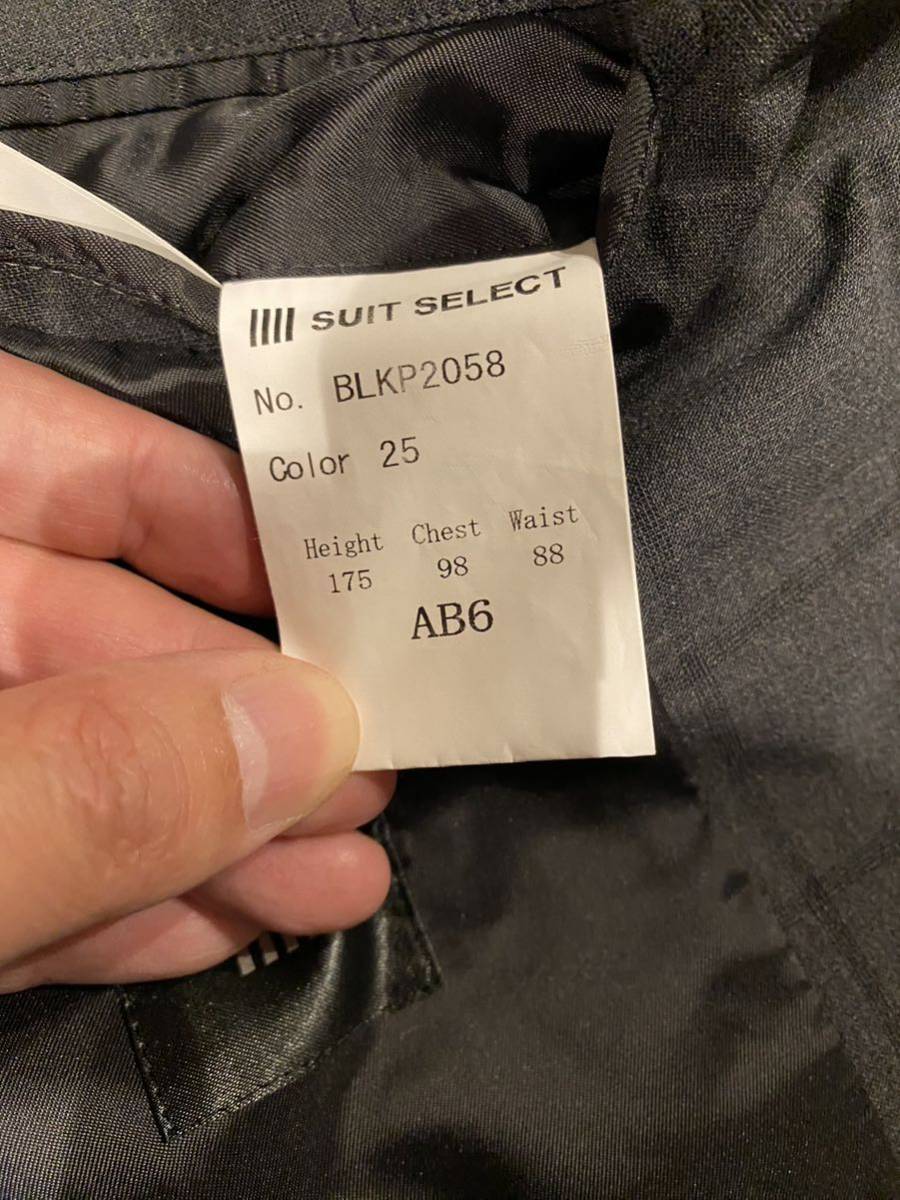 SUIT SELECT
No. BLKP2058
Color 25
Height Chest Waist
175 98 88
AB6